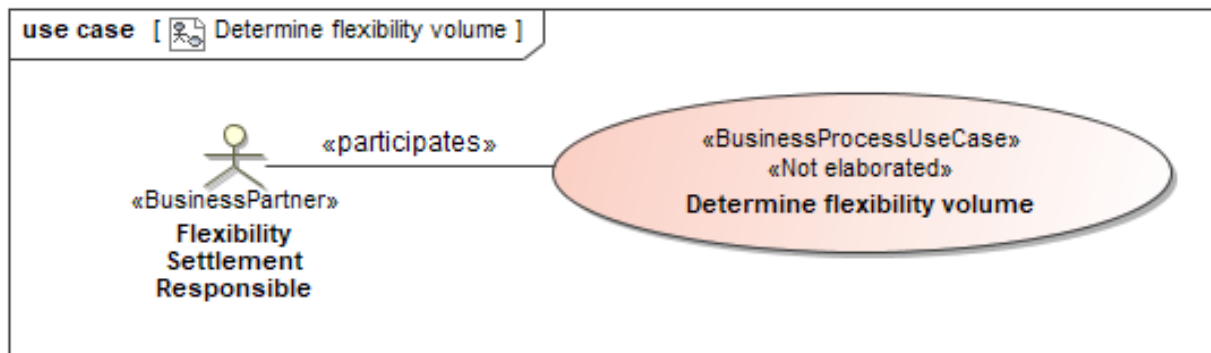 use case [ Determine flexibility volume ]
«participates»
«BusinessPartner»
Flexibility
Settlement
Responsible
«BusinessProcessUseCase»
«Not elaborated»
Determine flexibility volume